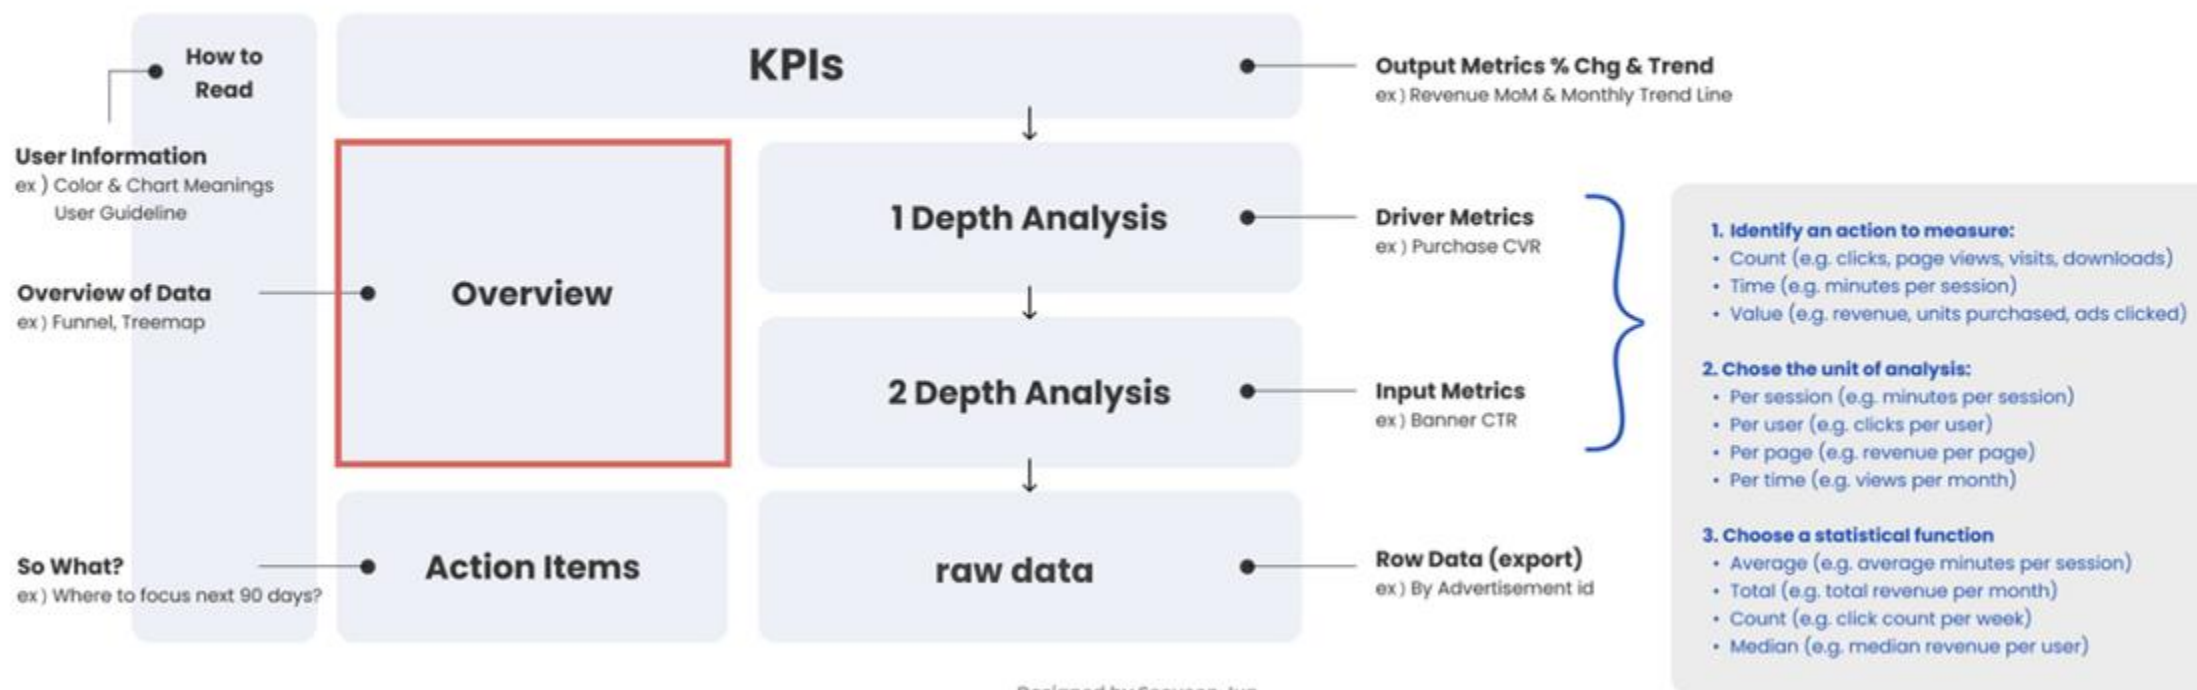 How to
Read
User Information
ex ) Color & Chart Meanings
User Guideline
Overview of Data
ex ) Funnel, Treemap
So What?
ex ) Where to focus next 90 days?
KPIs
Overview
Action Items
1 Depth Analysis
2 Depth Analysis
raw data
Output Metrics % Chg & Trend
ex ) Revenue MoM & Monthly Trend Line
Driver Metrics
ex ) Purchase CVR
Input Metrics
ex ) Banner CTR
Row Data (export)
ex ) By Advertisement id
1. Identify an action to measure:
• Count (e.g. clicks, page views, visits, downloads)
• Time (e.g. minutes per session)
• Value (e.g. revenue, units purchased, ads clicked)
2. Chose the unit of analysis:
• Per session (e.g. minutes per session)
• Per user (e.g. clicks per user)
• Per page (e.g. revenue per page)
• Per time (e.g. views per month)
3. Choose a statistical function
• Average (e.g. average minutes per session)
• Total (e.g. total revenue per month)
• Count (e.g. click count per week)
• Median (e.g. median revenue per user)
Designed by